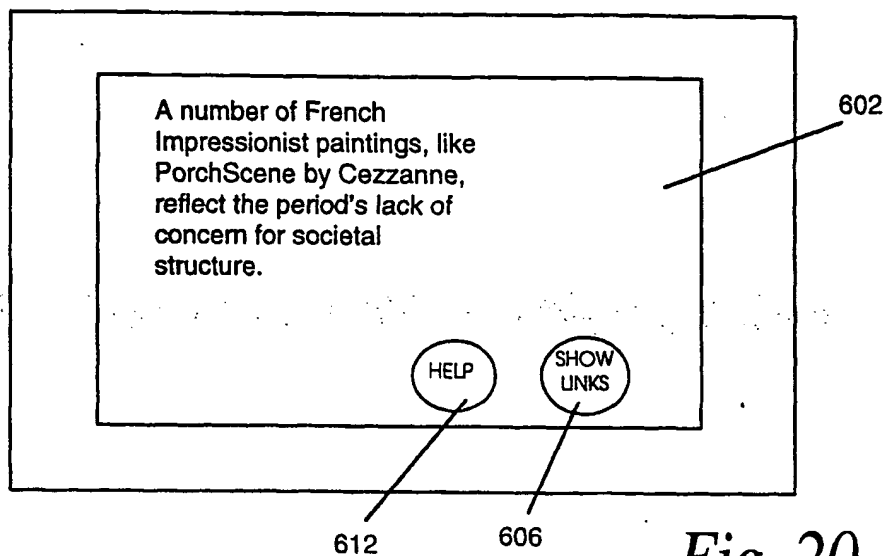 A number of French
Impressionist paintings, like
PorchScene by Cezzanne,
reflect the period's lack of
concern for societal
structure.
602
HELP
SHOW
LINKS
612
606
Fig. 20